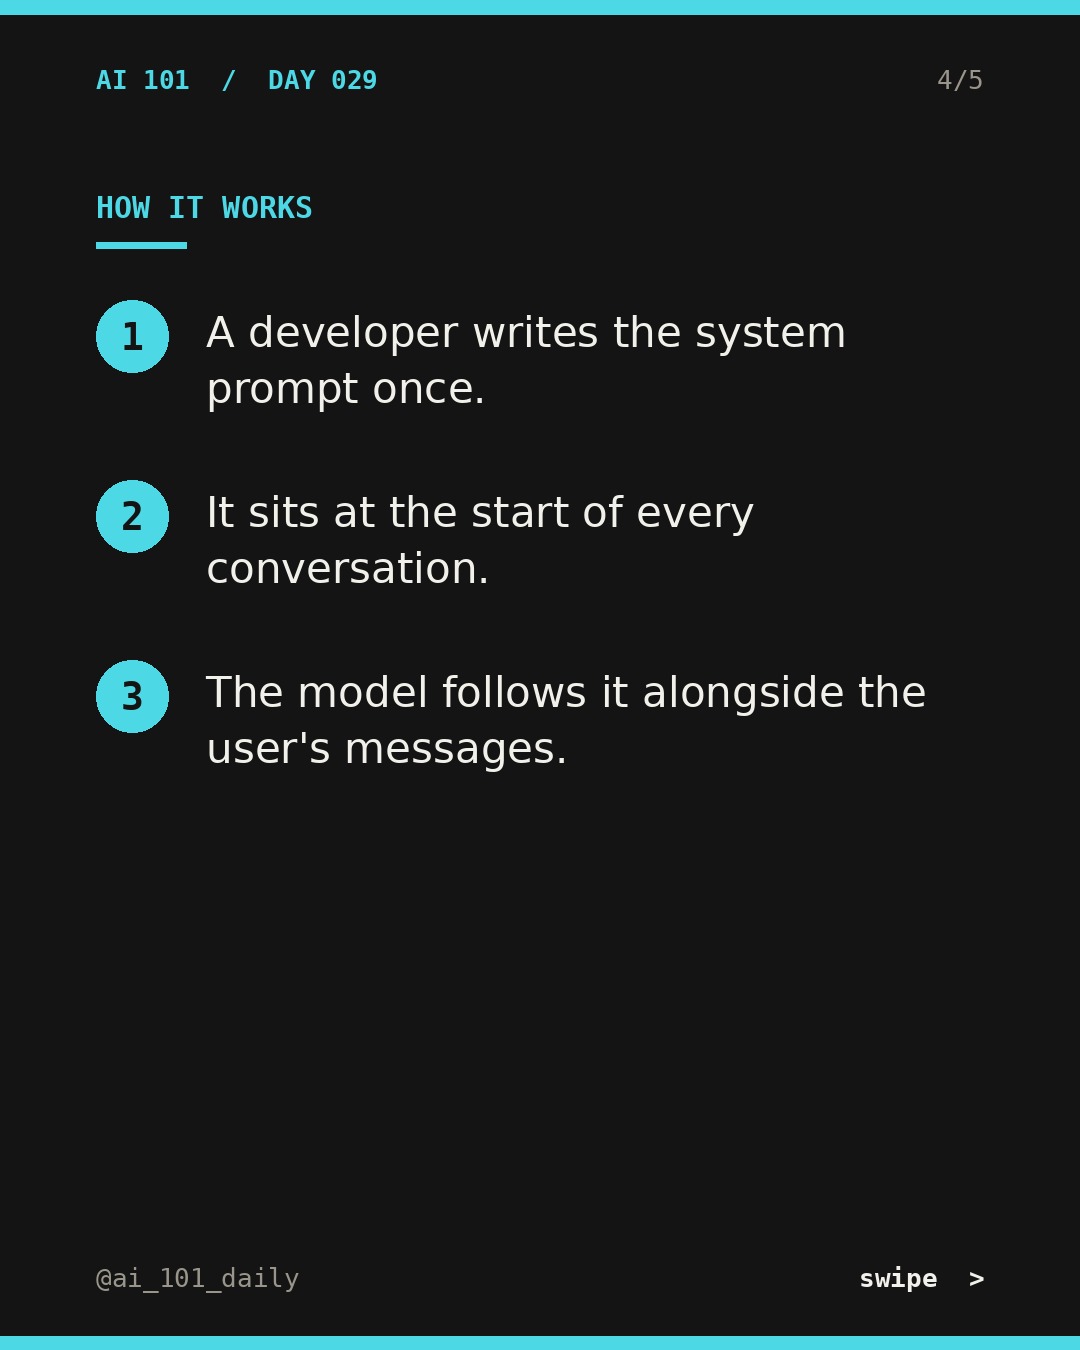 AI 101 / DAY 029
4/5
HOW IT WORKS
1
A developer writes the system
prompt once.
2
It sits at the start of every
conversation.
3
The model follows it alongside the
user's messages.
@ai_101_daily
swipe >